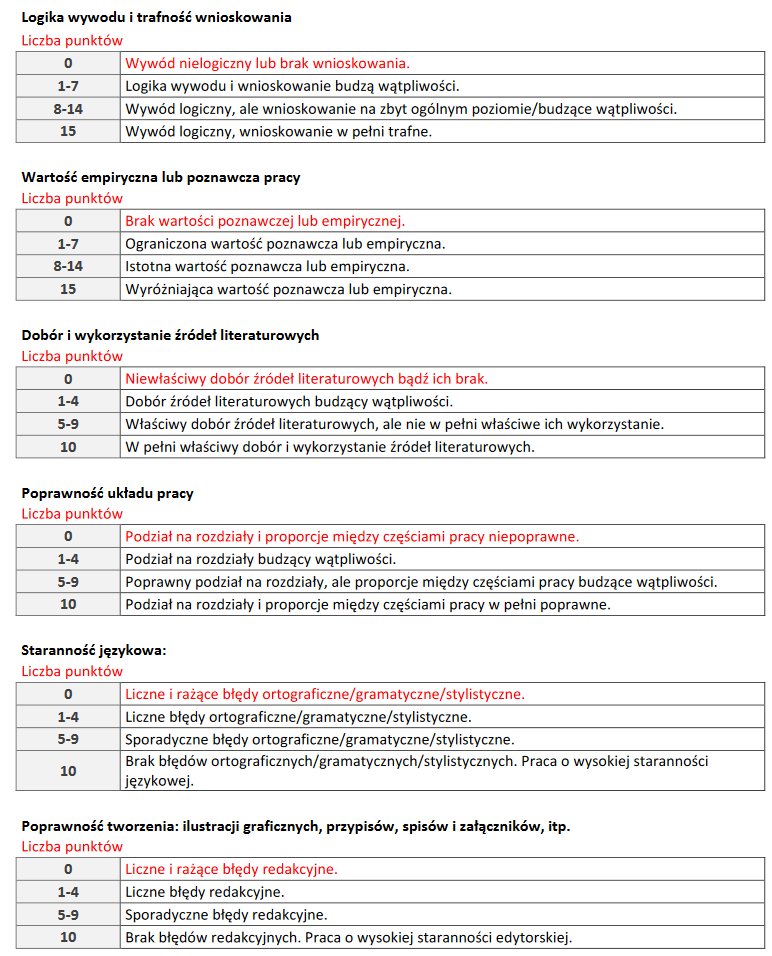 Logika wywodu i trafność wnioskowania
Liczba punktów
0 Wywód nielogiczny lub brak wnioskowania.
1-7 Logika wywodu i wnioskowanie budzą wątpliwości.
8-14 Wywód logiczny, ale wnioskowanie na zbyt ogólnym poziomie/budzące wątpliwości.
15 Wywód logiczny, wnioskowanie w pełni trafne.
Wartość empiryczna lub poznawcza pracy
Liczba punktów
0 Brak wartości poznawczej lub empirycznej.
1-7 Ograniczona wartość poznawcza lub empiryczna.
8-14 Istotna wartość poznawcza lub empiryczna.
15 Wyróżniająca wartość poznawcza lub empiryczna.
Dobór i wykorzystanie źródeł literaturowych
Liczba punktów
0 Niewłaściwy dobór źródeł literaturowych bądź ich brak.
1-4 Dobór źródeł literaturowych budzący wątpliwości.
5-9 Właściwy dobór źródeł literaturowych, ale nie w pełni właściwe ich wykorzystanie.
10 W pełni właściwy dobór i wykorzystanie źródeł literaturowych.
Poprawność układu pracy
Liczba punktów
0 Podział na rozdziały i proporcje między częściami pracy niepoprawne.
1-4 Podział na rozdziały budzący wątpliwości.
5-9 Poprawny podział na rozdziały, ale proporcje między częściami pracy budzące wątpliwości.
10 Podział na rozdziały i proporcje między częściami pracy w pełni poprawne.
Staranność językowa:
Liczba punktów
0 Liczne i rażące błędy ortograficzne/gramatyczne/stylistyczne.
1-4 Liczne błędy ortograficzne/gramatyczne/stylistyczne.
5-9 Sporadyczne błędy ortograficzne/gramatyczne/stylistyczne.
10 Brak błędów ortograficznych/gramatycznych/stylistycznych. Praca o wysokiej staranności
językowej.
Poprawność tworzenia: ilustracji graficznych, przypisów, spisów i załączników, itp.
Liczba punktów
0 Liczne i rażące błędy redakcyjne.
1-4 Liczne błędy redakcyjne.
5-9 Sporadyczne błędy redakcyjne.
10 Brak błędów redakcyjnych. Praca o wysokiej staranności edytorskiej.